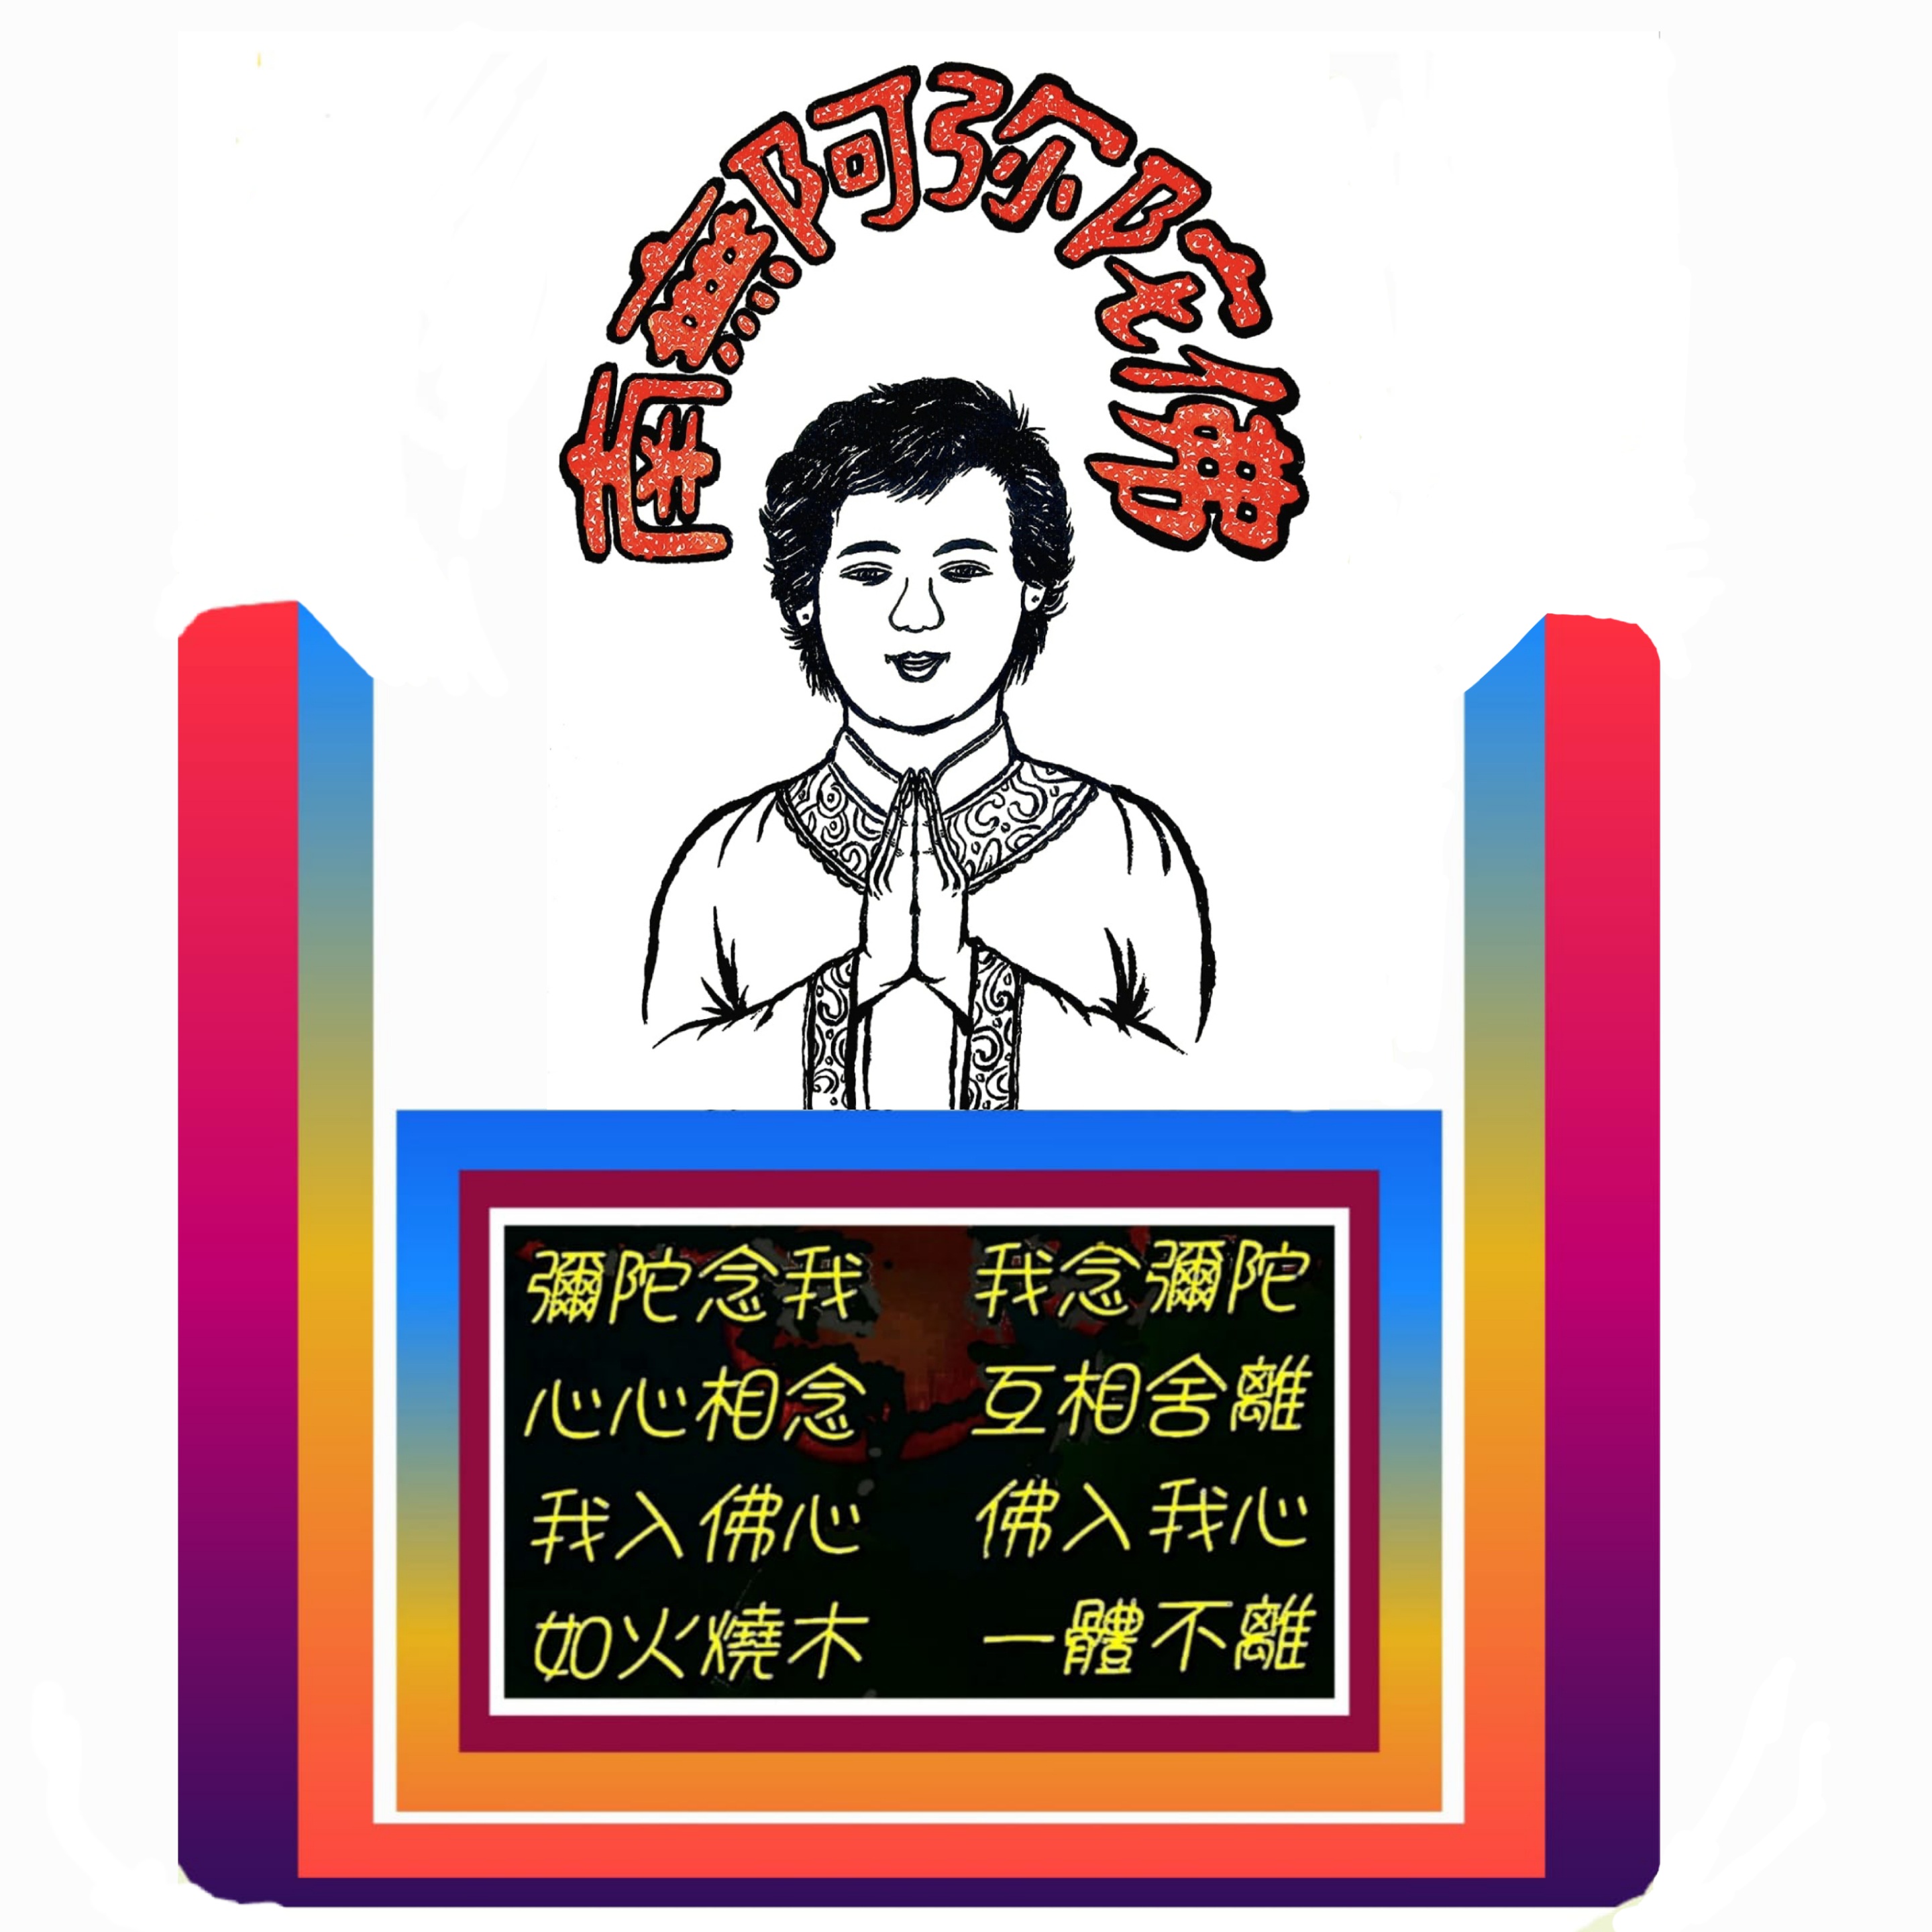 南無阿弥陀佛
彌陀念我 我念彌陀
心心相念 互相舍離
我入佛心 佛入我心
如火燒木 一體不離